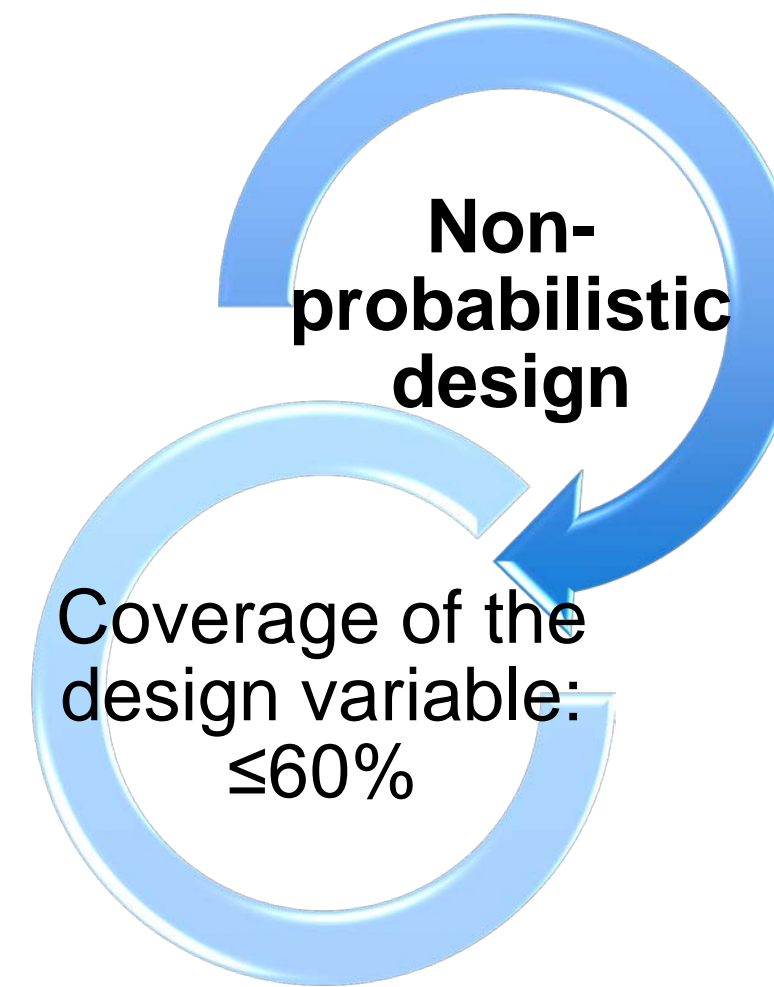 Non-
probabilistic
design
Coverage of the
design variable:
≤60%